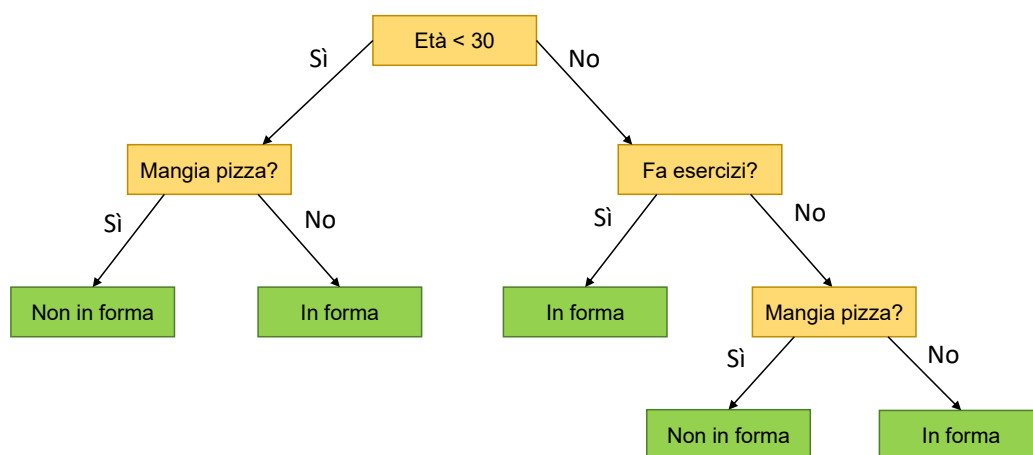 Età < 30
Sì
No
Mangia pizza?
Fa esercizi?
Sì
No
Sì
No
Non in forma
In forma
In forma
Mangia pizza?
Sì
No
Non in forma
In forma